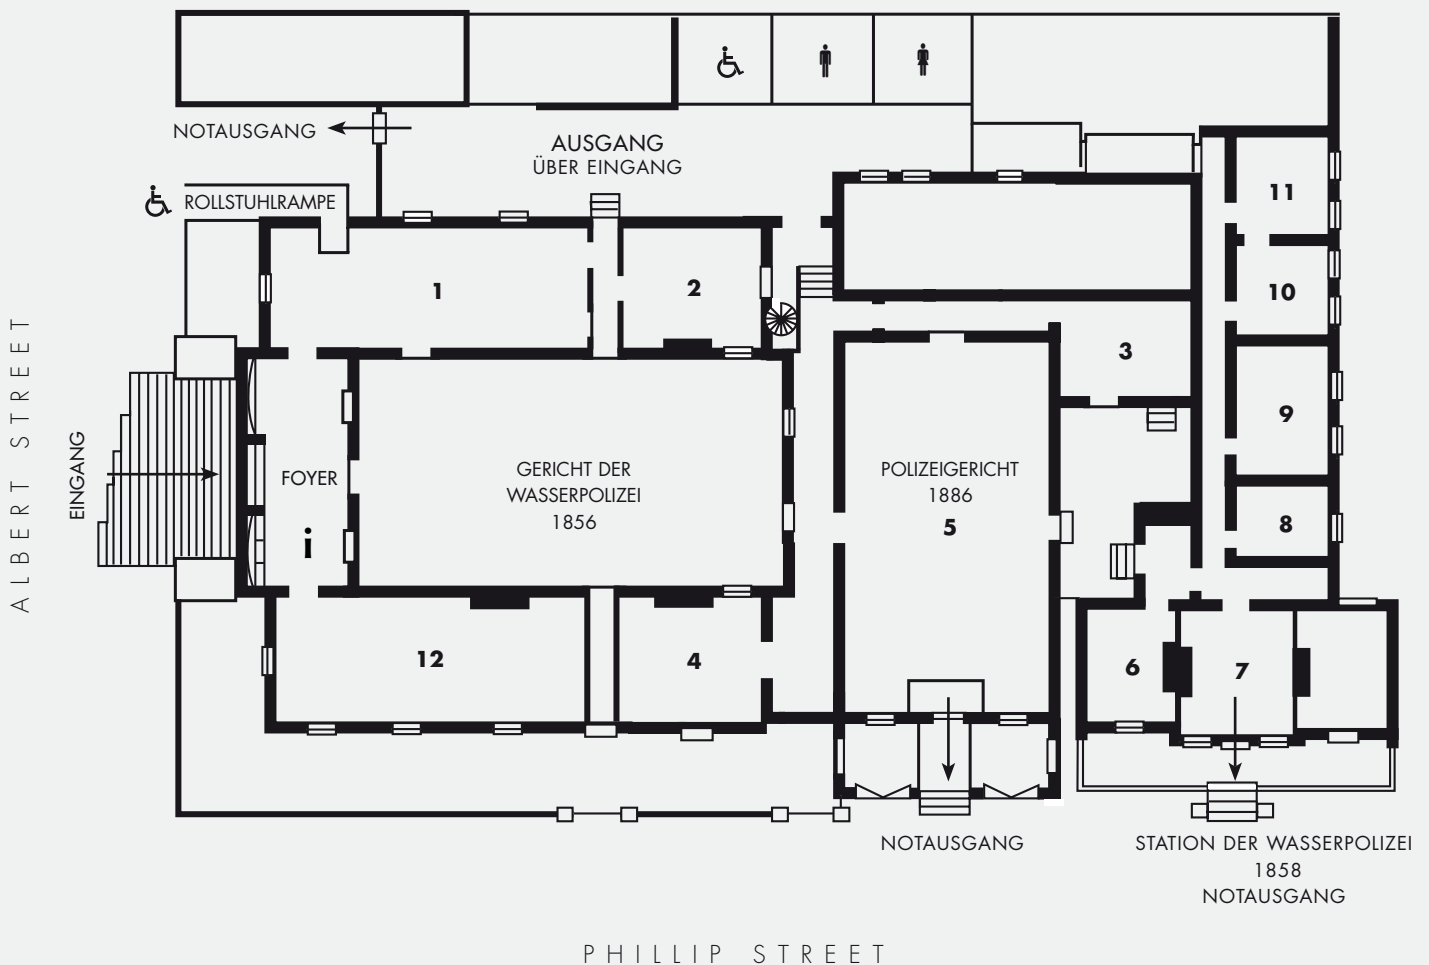 NOTAUSGANG
AUSGANG
ÜBER EINGANG
ROLLSTUHLRAMPE
1
2
3
11
10
9
8
ALBERT STREET
EINGANG
FOYER
i
GERICHT DER
WASSERPOLIZEI
1856
POLIZEIGERICHT
1886
5
12
4
6
7
NOTAUSGANG
STATION DER WASSERPOLIZEI
1858
NOTAUSGANG
PHILLIP STREET